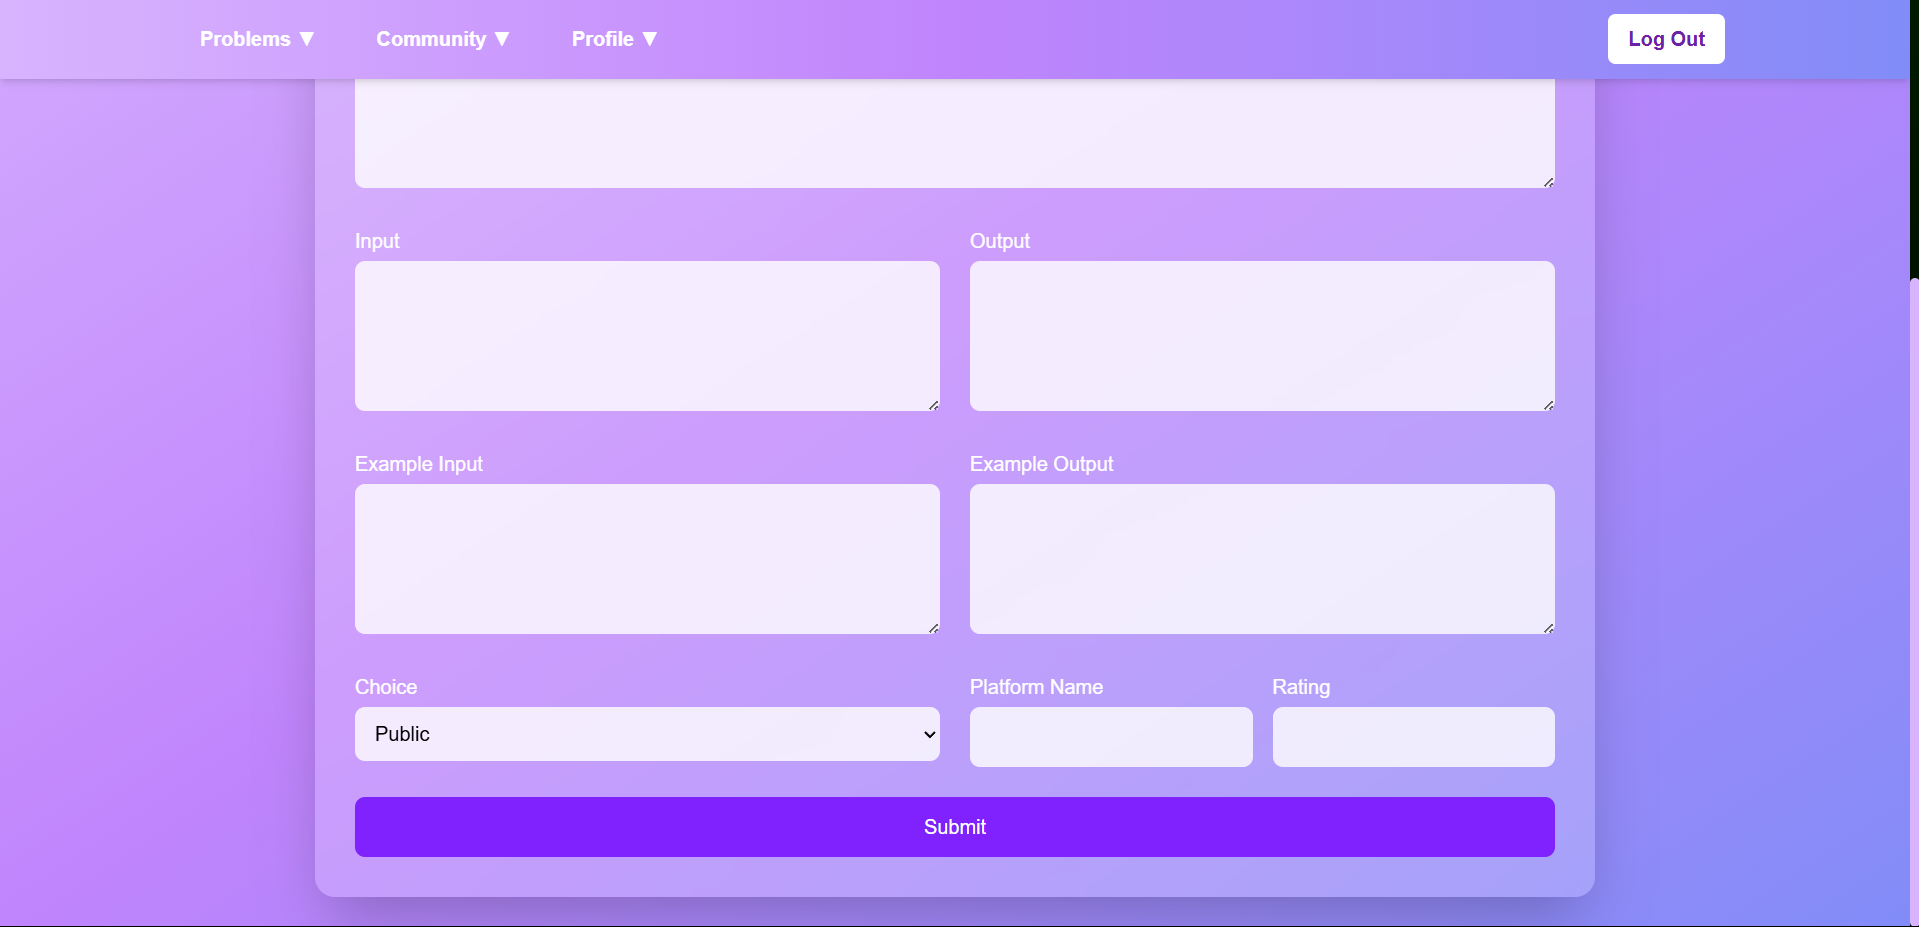 Problems ▼ Community ▼ Profile ▼ Log Out
Input Output
Example Input Example Output
Choice Platform Name Rating
Public
Submit